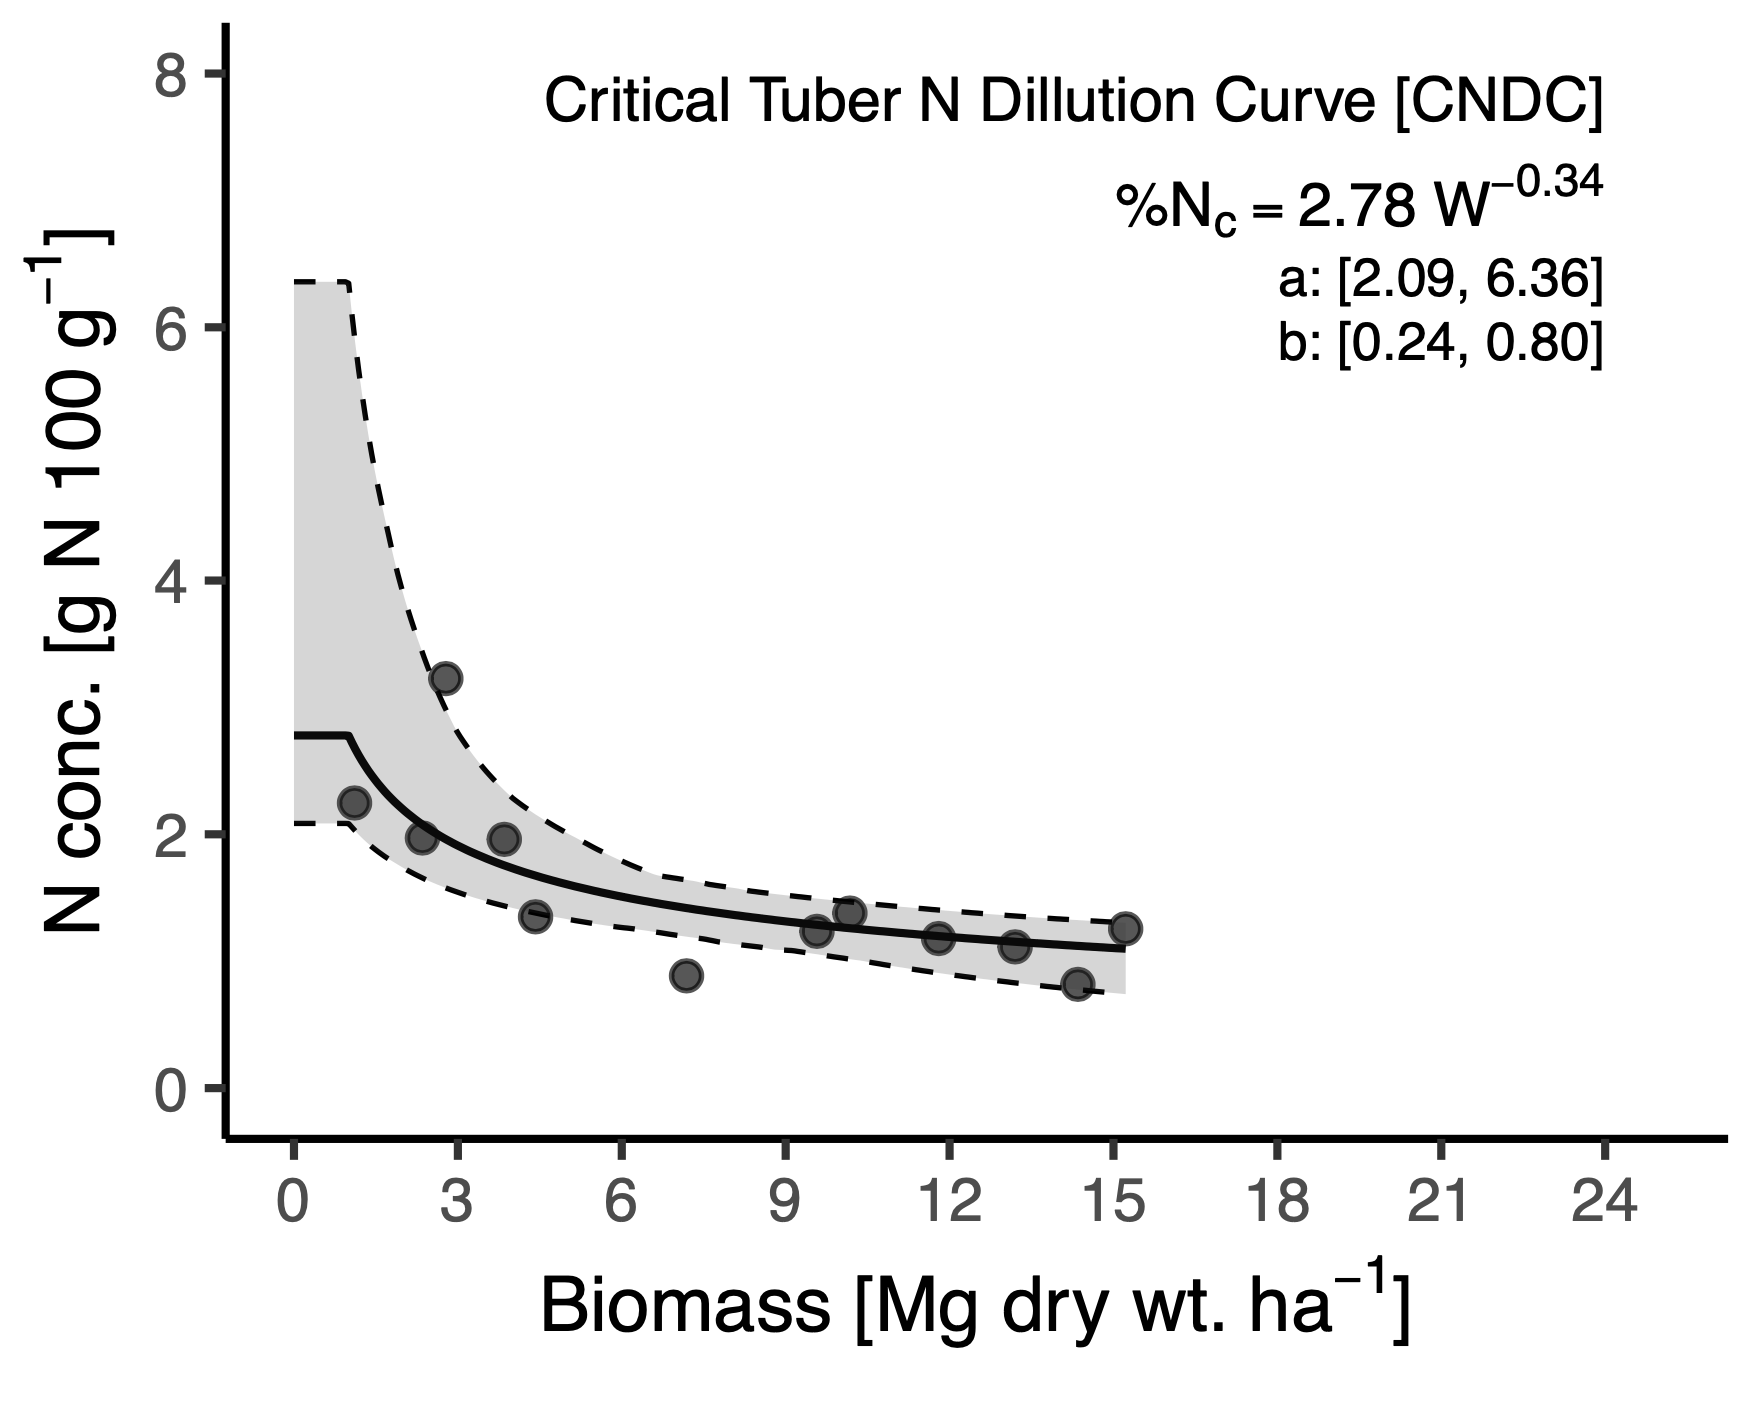 Critical Tuber N Dillution Curve [CNDC]
%Nc = 2.78 W−0.34
a: [2.09, 6.36]
b: [0.24, 0.80]
N conc. [g N 100 g−1]
8
6
4
2
0
0 3 6 9 12 15 18 21 24
Biomass [Mg dry wt. ha−1]